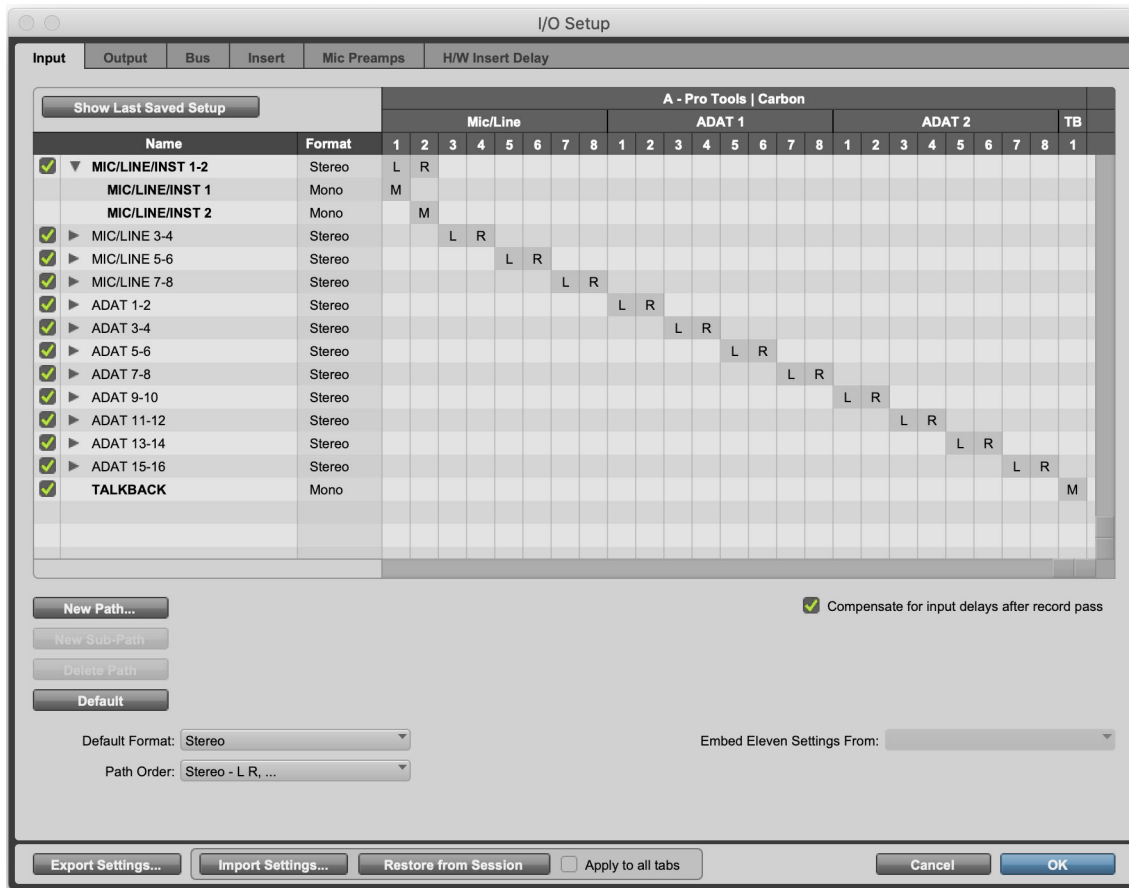 I/O Setup
Input Output Bus Insert Mic Preamps H/W Insert Delay
Show Last Saved Setup
A - Pro Tools | Carbon
Mic/Line ADAT 1 ADAT 2 TB
Name Format 1 2 3 4 5 6 7 8 1 2 3 4 5 6 7 8 1 2 3 4 5 6 7 8 1
MIC/LINE/INST 1-2 Stereo L R
MIC/LINE/INST 1 Mono M
MIC/LINE/INST 2 Mono M
MIC/LINE 3-4 Stereo L R
MIC/LINE 5-6 Stereo L R
MIC/LINE 7-8 Stereo L R
ADAT 1-2 Stereo L R
ADAT 3-4 Stereo L R
ADAT 5-6 Stereo L R
ADAT 7-8 Stereo L R
ADAT 9-10 Stereo L R
ADAT 11-12 Stereo L R
ADAT 13-14 Stereo L R
ADAT 15-16 Stereo L R
TALKBACK Mono M
New Path... Compensate for input delays after record pass
New Sub-Path
Delete Path
Default
Default Format: Stereo Embed Eleven Settings From:
Path Order: Stereo - L R, ...
Export Settings... Import Settings... Restore from Session Apply to all tabs Cancel OK